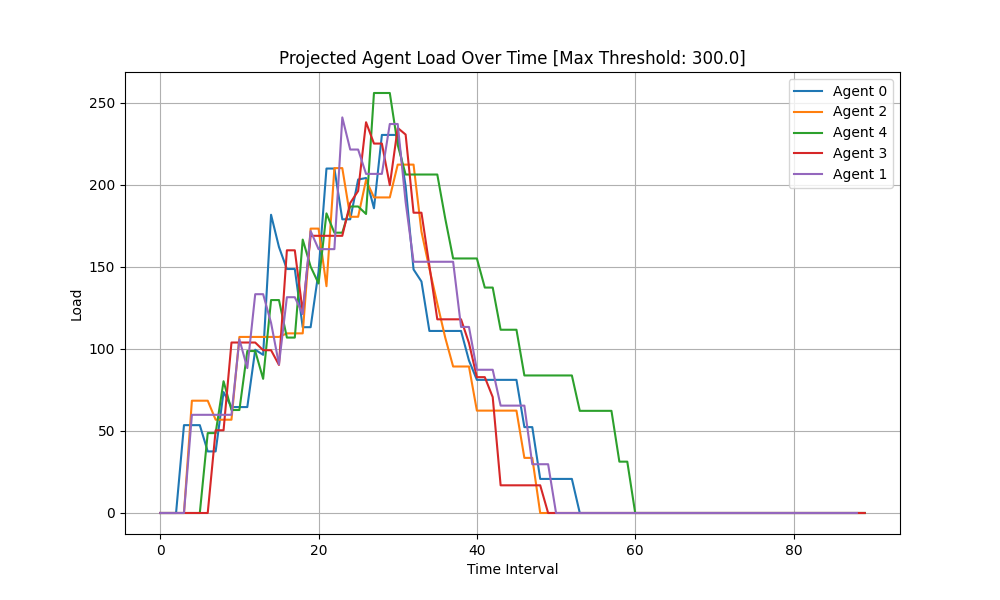 Projected Agent Load Over Time [Max Threshold: 300.0]
250
200
150
100
50
0
Load
0 20 40 60 80
Time Interval
Agent 0
Agent 2
Agent 4
Agent 3
Agent 1